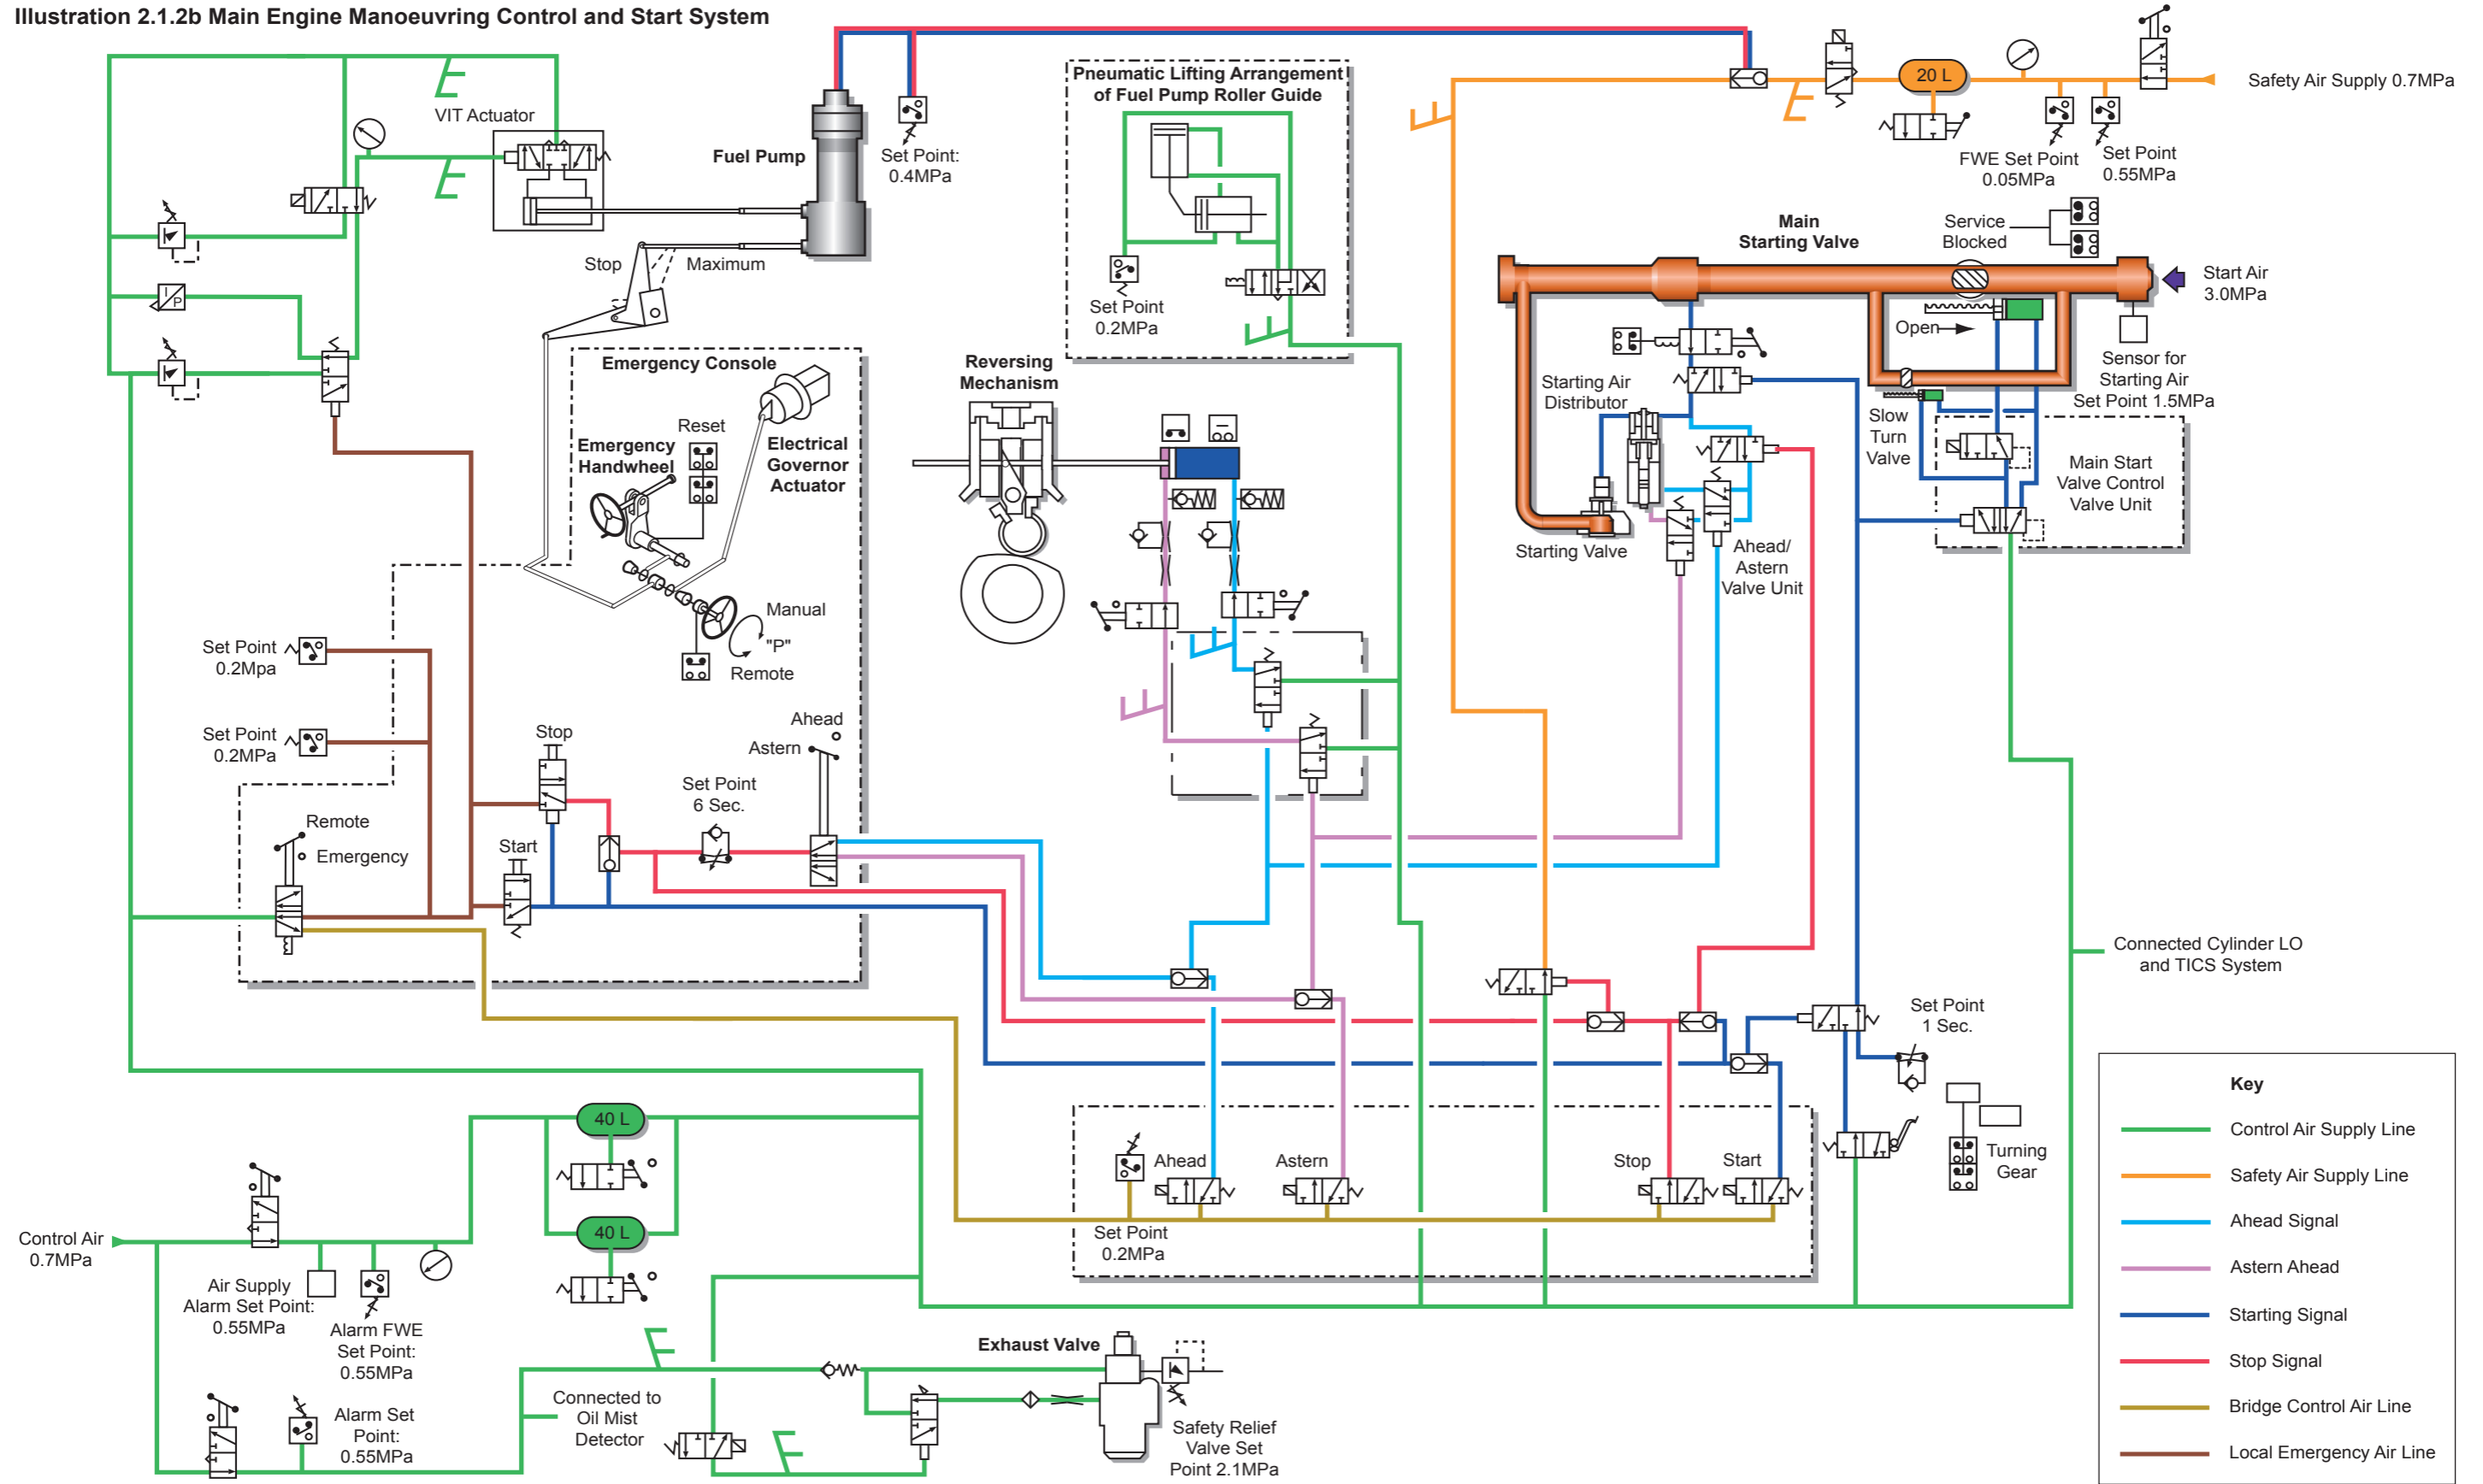 Illustration 2.1.2b Main Engine Manoeuvring Control and Start System
VIT Actuator
Fuel Pump
Set Point:
0.4MPa
Stop
Maximum
Pneumatic Lifting Arrangement
of Fuel Pump Roller Guide
Set Point
0.2MPa
20 L
Safety Air Supply 0.7MPa
FWE Set Point
0.05MPa
Set Point
0.55MPa
Main
Starting Valve
Service
Blocked
Start Air
3.0MPa
Open
Sensor for
Starting Air
Set Point 1.5MPa
Starting Air
Distributor
Slow
Turn
Valve
Main Start
Valve Control
Valve Unit
Starting Valve
Ahead/
Astern
Valve Unit
I
P
Emergency Console
Reset
Emergency
Handwheel
Electrical
Governor
Actuator
Manual
"P"
Remote
Reversing
Mechanism
Set Point
0.2Mpa
Set Point
0.2MPa
Stop
Ahead
Astern
Set Point
6 Sec.
Remote
Emergency
Start
Connected Cylinder LO
and TICS System
Set Point
1 Sec.
Turning
Gear
Ahead
Astern
Stop
Start
Set Point
0.2MPa
40 L
40 L
Control Air
0.7MPa
Air Supply
Alarm Set Point:
0.55MPa
Alarm FWE
Set Point:
0.55MPa
Alarm Set
Point:
0.55MPa
Connected to
Oil Mist
Detector
Exhaust Valve
Safety Relief
Valve Set
Point 2.1MPa
Key
Control Air Supply Line
Safety Air Supply Line
Ahead Signal
Astern Ahead
Starting Signal
Stop Signal
Bridge Control Air Line
Local Emergency Air Line